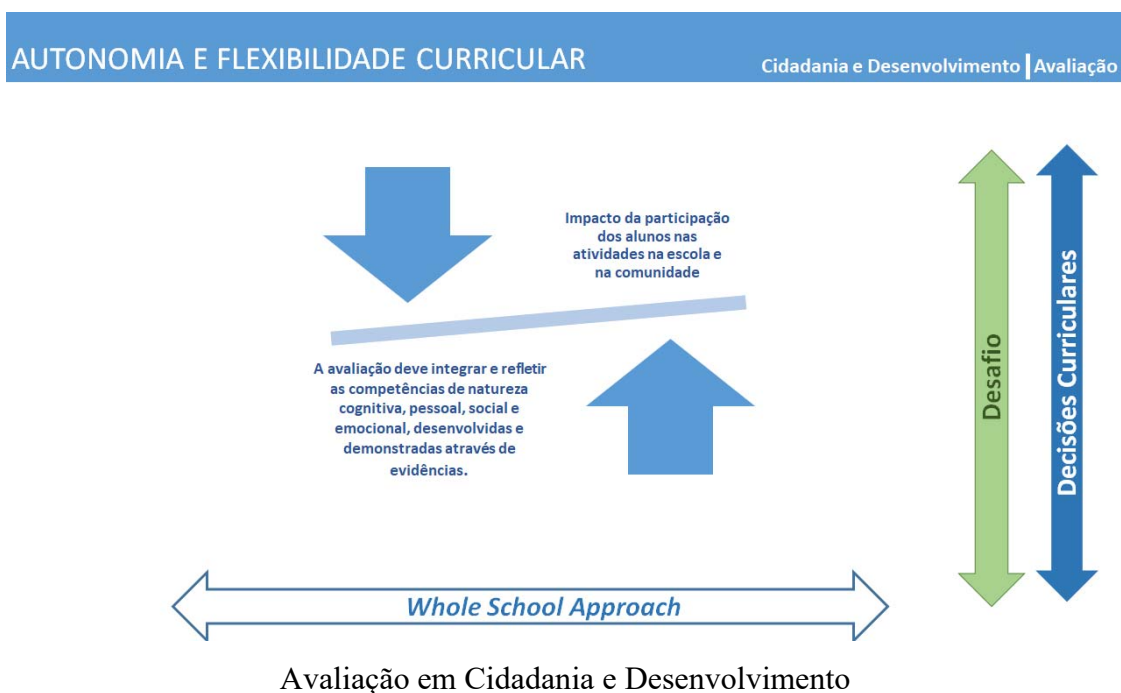 AUTONOMIA E FLEXIBILIDADE CURRICULAR
Cidadania e Desenvolvimento | Avaliação
Impacto da participação
dos alunos nas
atividades na escola e
na comunidade
A avaliação deve integrar e refletir
as competências de natureza
cognitiva, pessoal, social e
emocional, desenvolvidas e
demonstradas através de
evidências.
Desafio
Decisões Curriculares
Whole School Approach
Avaliação em Cidadania e Desenvolvimento